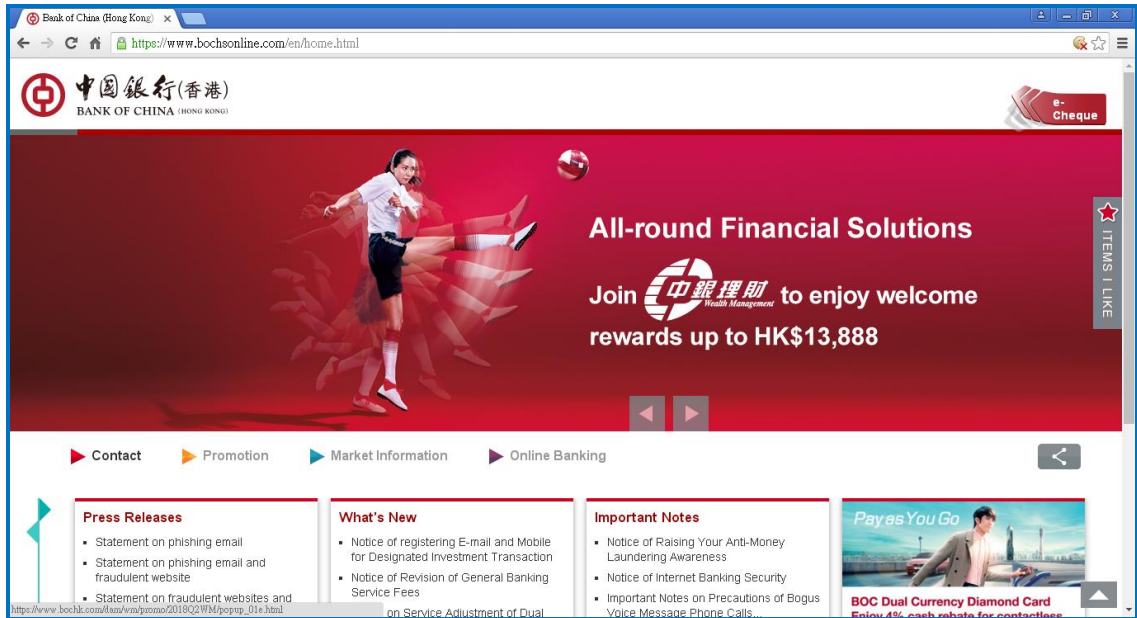 Bank of China (Hong Kong)
https://www.bochsonline.com/en/home.html
中国銀行(香港)
BANK OF CHINA (HONG KONG)
e-
Cheque
All-round Financial Solutions
Join 中銀理財 Wealth Management to enjoy welcome
rewards up to HK$13,888
ITEMS I LIKE
Contact
Promotion
Market Information
Online Banking
Press Releases
Statement on phishing email
Statement on phishing email and
fraudulent website
Statement on fraudulent websites and
What's New
Notice of registering E-mail and Mobile
for Designated Investment Transaction
Notice of Revision of General Banking
Service Fees
on Service Adjustment of Dual
Important Notes
Notice of Raising Your Anti-Money
Laundering Awareness
Notice of Internet Banking Security
Important Notes on Precautions of Bogus
Voice Message Phone Calls...
Pay as You Go
BOC Dual Currency Diamond Card
Enjoy 4% cash rebate for contactless
https://www.bochk.com/dam/wm/promo/2018Q2WM/popup_01e.html